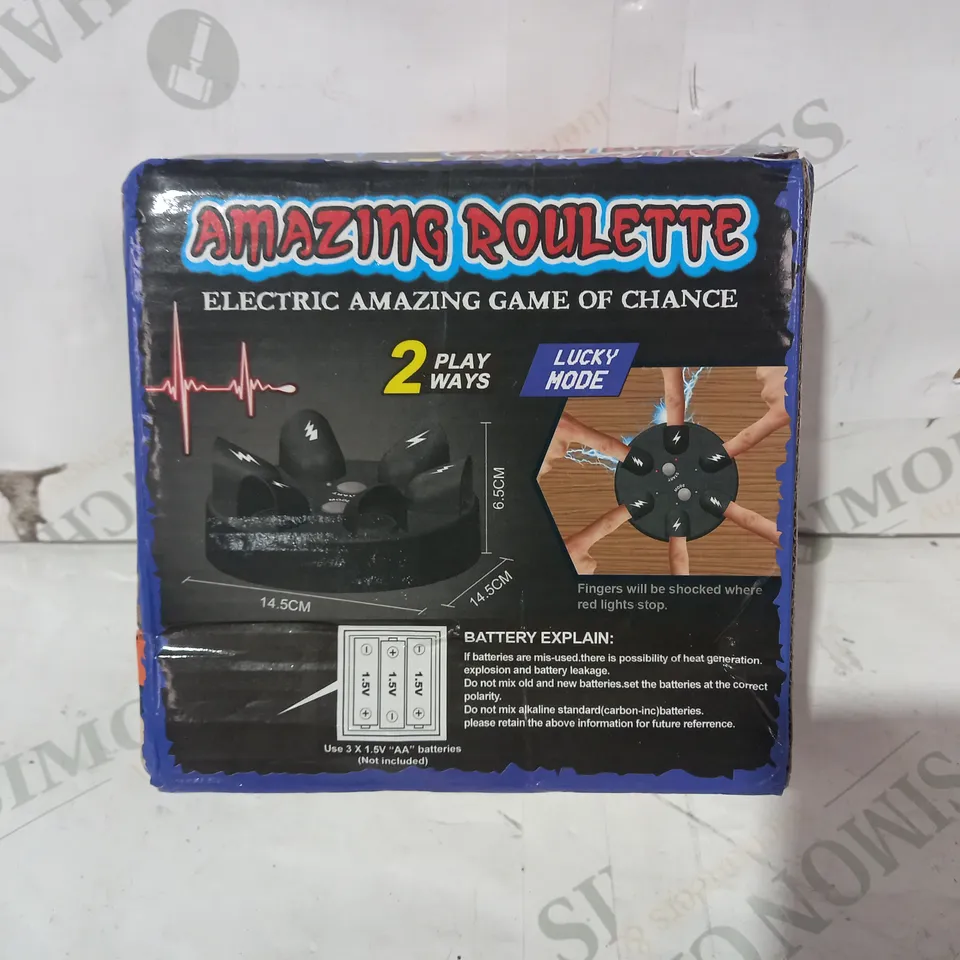 AMAZING ROULETTE
ELECTRIC AMAZING GAME OF CHANCE
2 PLAY
WAYS
LUCKY
MODE
6.5CM
14.5CM
14.5CM
Fingers will be shocked where
red lights stop.
BATTERY EXPLAIN:
If batteries are mis-used.there is possibility of heat generation.
explosion and battery leakage.
Do not mix old and new batteries.set the batteries at the correct
polarity.
Do not mix alkaline standard(carbon-inc)batteries.
please retain the above information for future referrence.
1.5V
1.5V
1.5V
Use 3 X 1.5V “AA” batteries
(Not included)